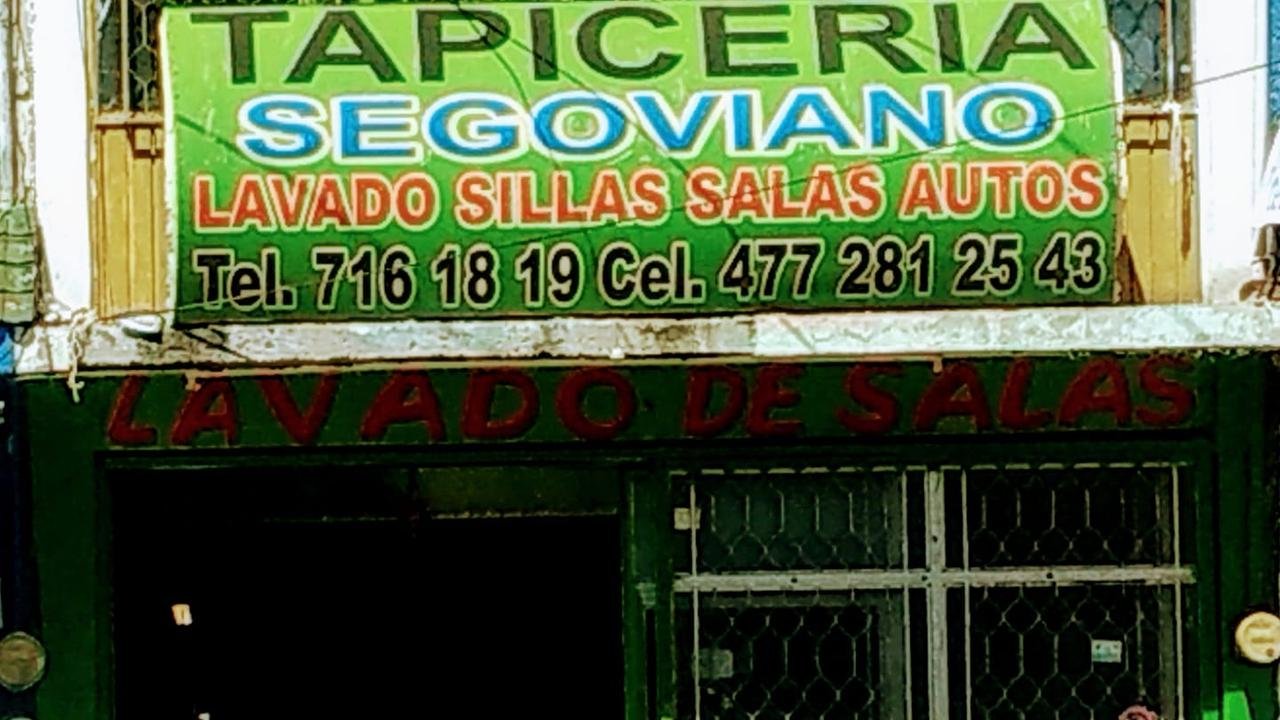 TAPICERIA
SEGOVIANO
LAVADO SILLAS SALAS AUTOS
Tel. 716 18 19 Cel. 477 281 25 43
LAVADO DE SALAS